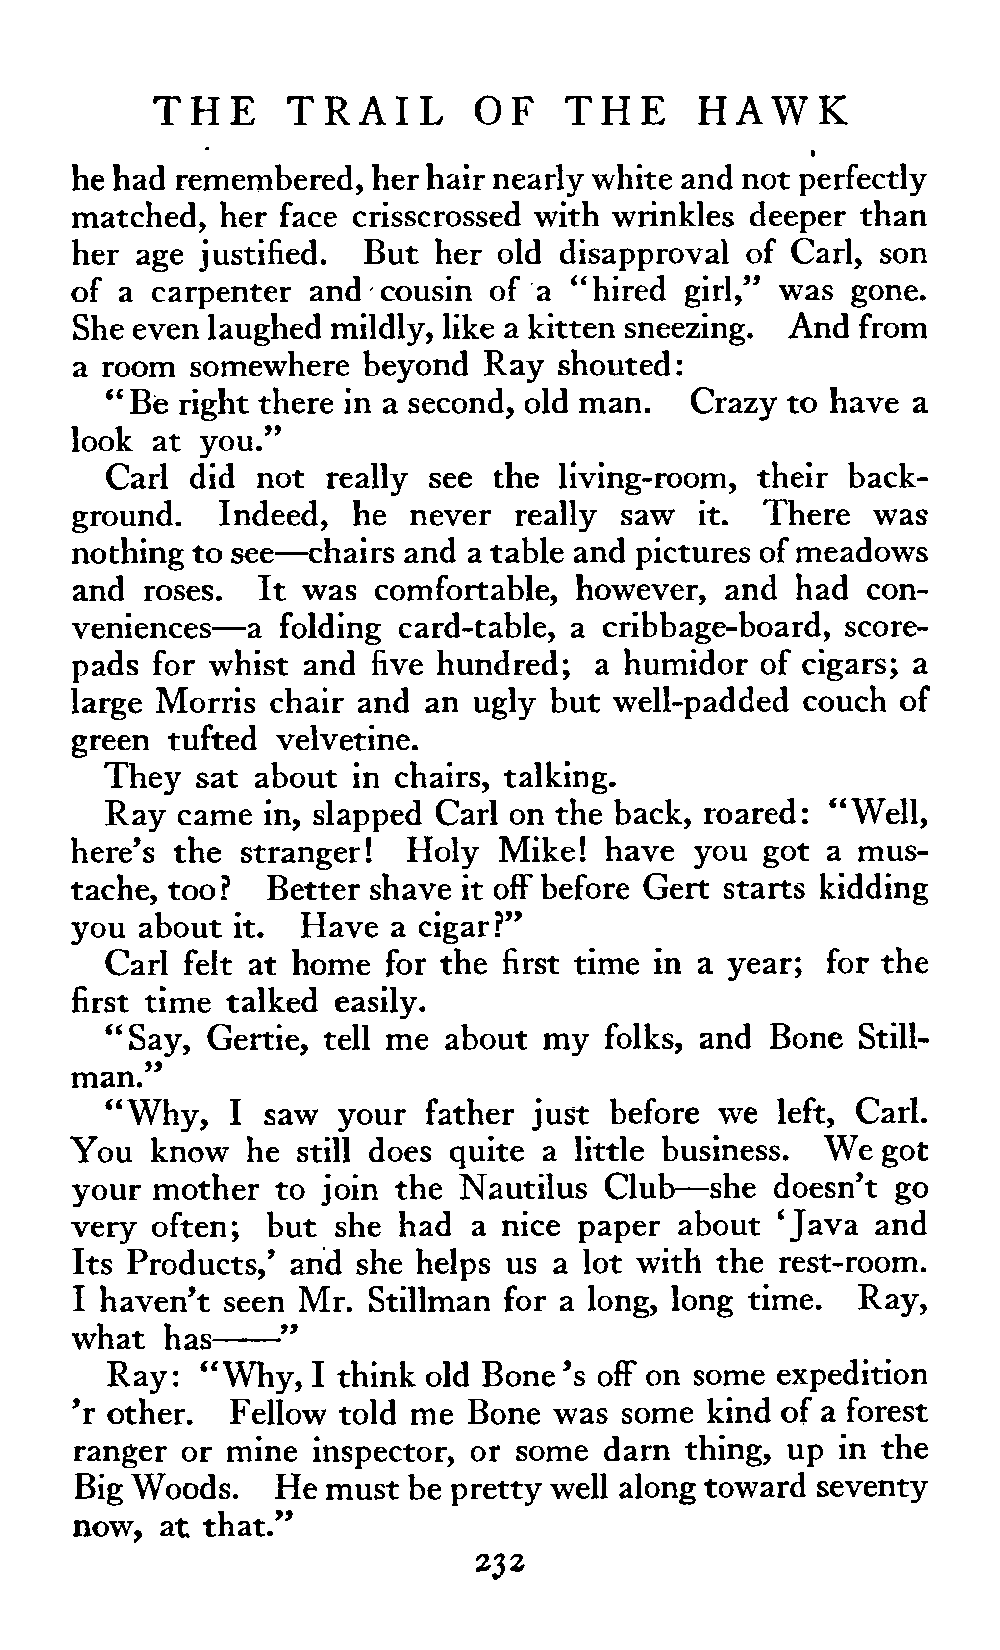 THE TRAIL OF THE HAWK
he had remembered, her hair nearly white and not perfectly
matched, her face crisscrossed with wrinkles deeper than
her age justified. But her old disapproval of Carl, son
of a carpenter and cousin of a "hired girl," was gone.
She even laughed mildly, like a kitten sneezing. And from
a room somewhere beyond Ray shouted:
"Be right there in a second, old man. Crazy to have a
look at you."
Carl did not really see the living-room, their back-
ground. Indeed, he never really saw it. There was
nothing to see—chairs and a table and pictures of meadows
and roses. It was comfortable, however, and had con-
veniences—a folding card-table, a cribbage-board, score-
pads for whist and five hundred; a humidor of cigars; a
large Morris chair and an ugly but well-padded couch of
green tufted velvetine.
They sat about in chairs, talking.
Ray came in, slapped Carl on the back, roared: "Well,
here's the stranger! Holy Mike! have you got a mus-
tache, too? Better shave it off before Gert starts kidding
you about it. Have a cigar?"
Carl felt at home for the first time in a year; for the
first time talked easily.
"Say, Gertie, tell me about my folks, and Bone Still-
man."
"Why, I saw your father just before we left, Carl.
You know he still does quite a little business. We got
your mother to join the Nautilus Club—she doesn't go
very often; but she had a nice paper about 'Java and
Its Products,' and she helps us a lot with the rest-room.
I haven't seen Mr. Stillman for a long, long time. Ray,
what has——"
Ray: "Why, I think old Bone's off on some expedition
'r other. Fellow told me Bone was some kind of a forest
ranger or mine inspector, or some darn thing, up in the
Big Woods. He must be pretty well along toward seventy
now, at that."
232